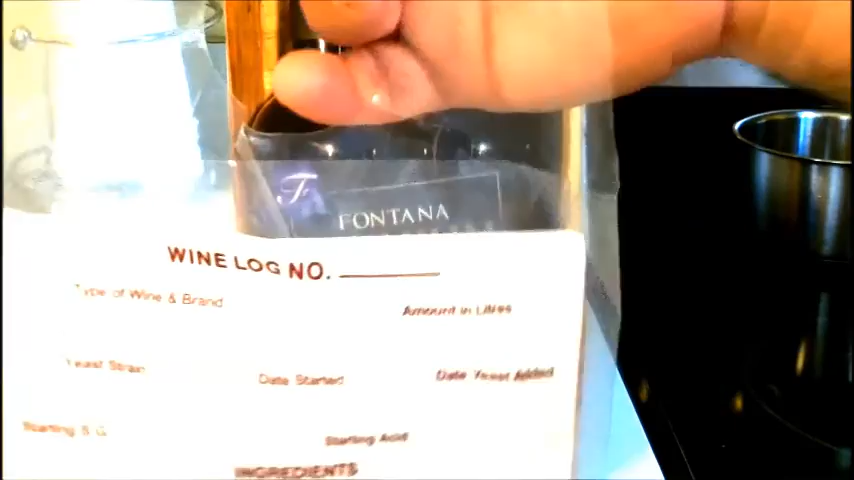 F
FONTANA
WINE LOG NO.
Type of Wine & Brand
Amount in Litres
Yeast Strain
Date Started
Date Yeast Added
Starting S G
Starting Acid
INGREDIENTS